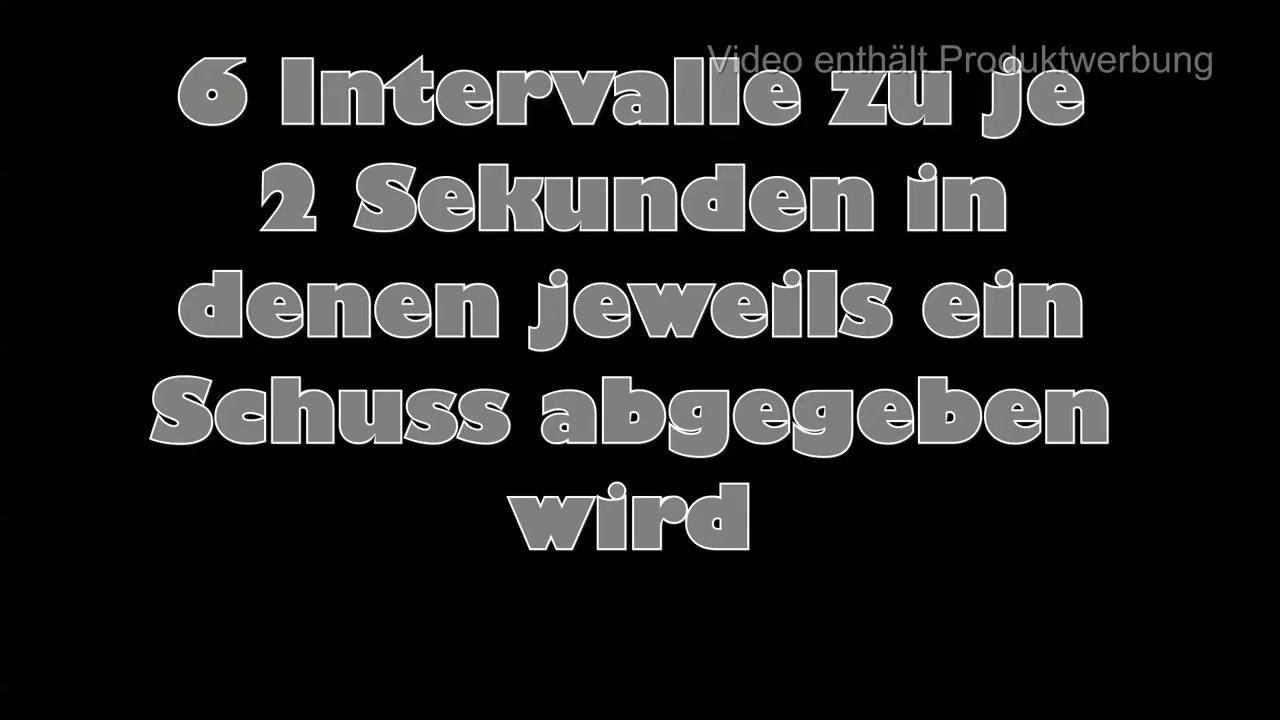 Video enthält Produktwerbung
6 Intervalle zu je
2 Sekunden in
denen jeweils ein
Schuss abgegeben
wird